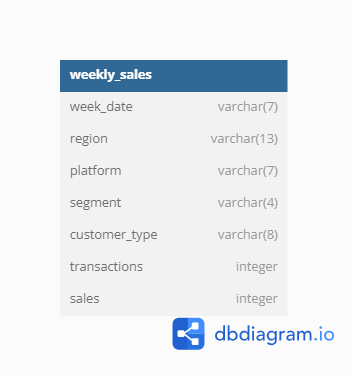 weekly_sales
week_date varchar(7)
region varchar(13)
platform varchar(7)
segment varchar(4)
customer_type varchar(8)
transactions integer
sales integer
dbdiagram.io